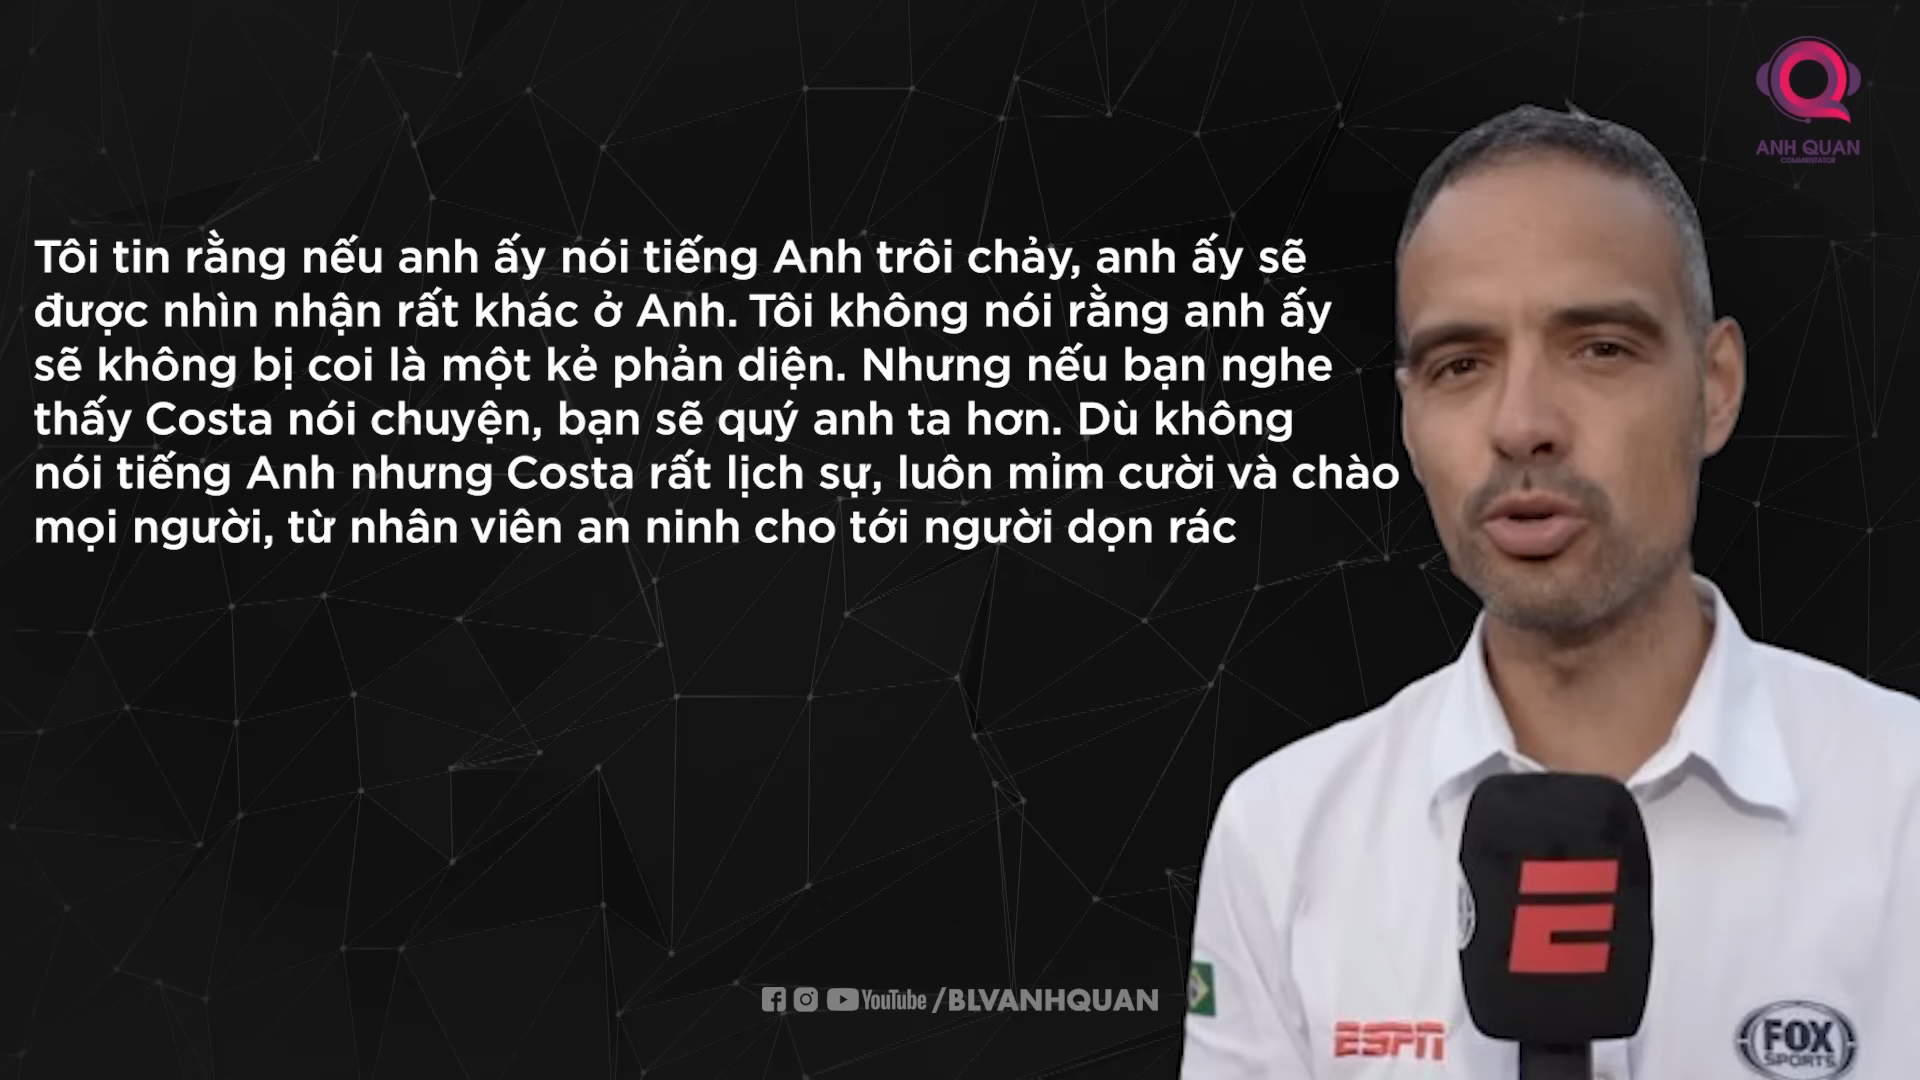 ANH QUAN
COMMENTATOR
Tôi tin rằng nếu anh ấy nói tiếng Anh trôi chảy, anh ấy sẽ
được nhìn nhận rất khác ở Anh. Tôi không nói rằng anh ấy
sẽ không bị coi là một kẻ phản diện. Nhưng nếu bạn nghe
thấy Costa nói chuyện, bạn sẽ quý anh ta hơn. Dù không
nói tiếng Anh nhưng Costa rất lịch sự, luôn mỉm cười và chào
mọi người, từ nhân viên an ninh cho tới người dọn rác
YouTube /BLVANHQUAN
ESPN
FOX
SPORTS